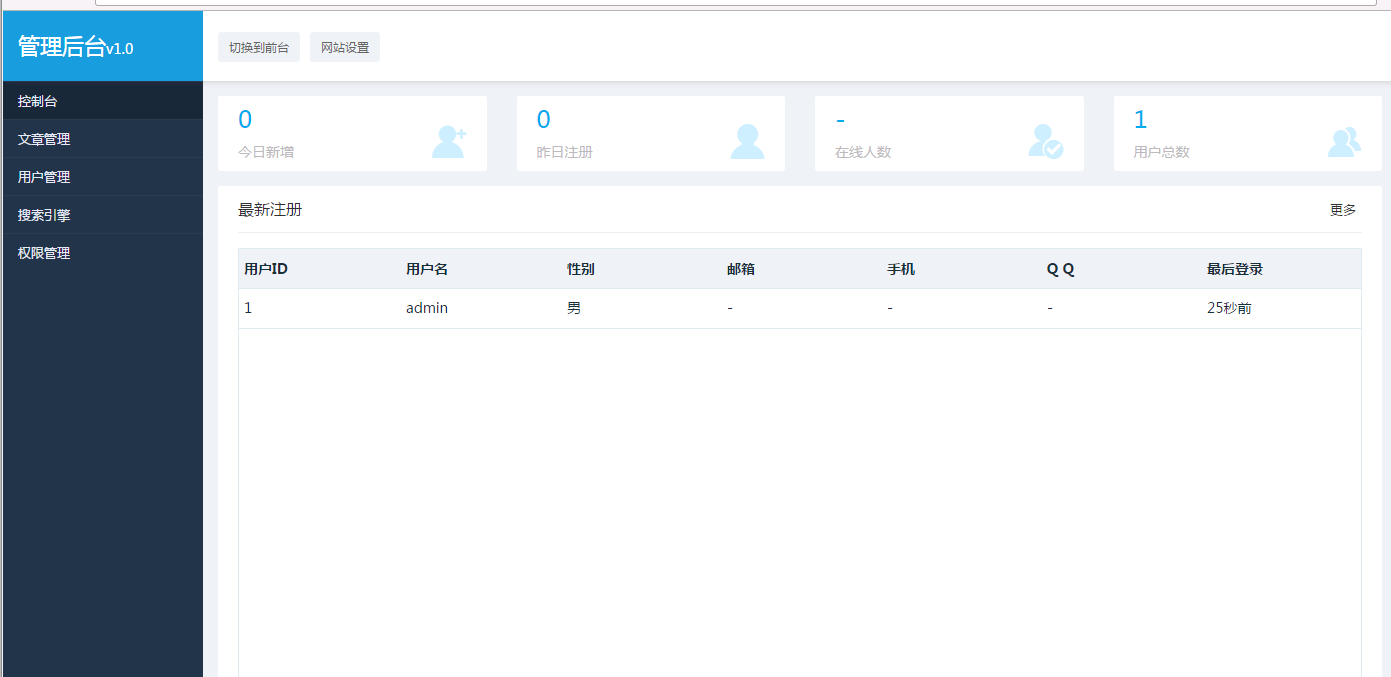 管理后台v1.0
切换到前台 网站设置
控制台
文章管理
用户管理
搜索引擎
权限管理
0
今日新增
0
昨日注册
-
在线人数
1
用户总数
最新注册 更多
用户ID 用户名 性别 邮箱 手机 Q Q 最后登录
1 admin 男 - - - 25秒前